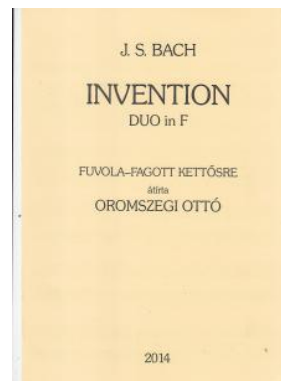 J. S. BACH
INVENTION
DUO in F
FUVOLA–FAGOTT KETTŐSRE
átírta
OROMSZEGI OTTÓ
2014